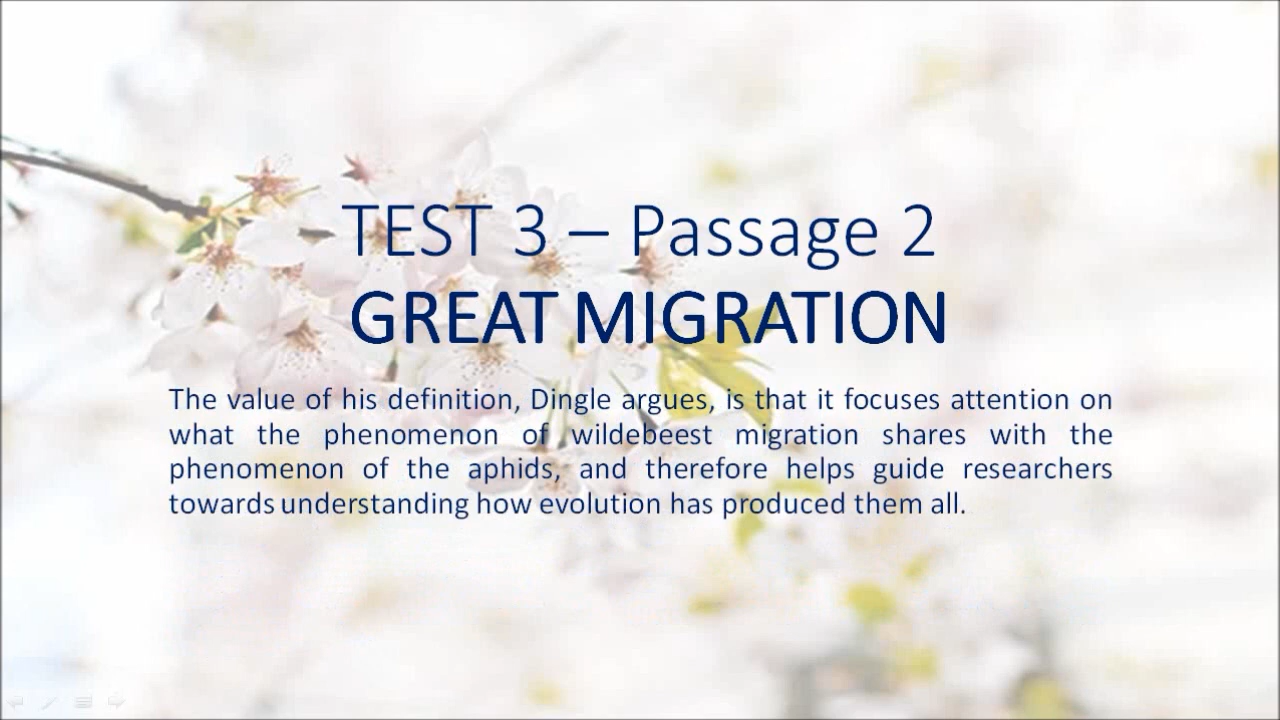 TEST 3 – Passage 2
GREAT MIGRATION
The value of his definition, Dingle argues, is that it focuses attention on
what the phenomenon of wildebeest migration shares with the
phenomenon of the aphids, and therefore helps guide researchers
towards understanding how evolution has produced them all.